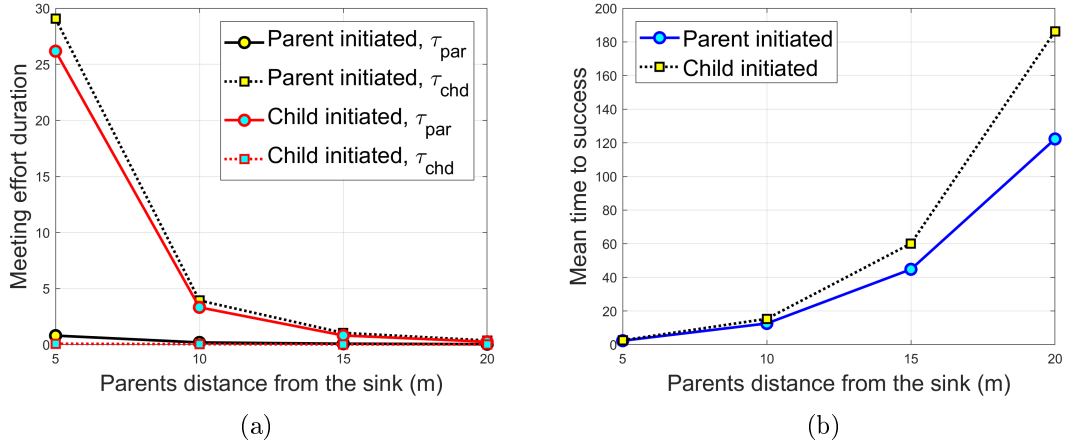 30
25
20
15
10
5
0
Meeting effort duration
Parent initiated, τpar
Parent initiated, τchd
Child initiated, τpar
Child initiated, τchd
5
10
15
20
Parents distance from the sink (m)
(a)
200
180
160
140
120
100
80
60
40
20
0
Mean time to success
Parent initiated
Child initiated
5
10
15
20
Parents distance from the sink (m)
(b)